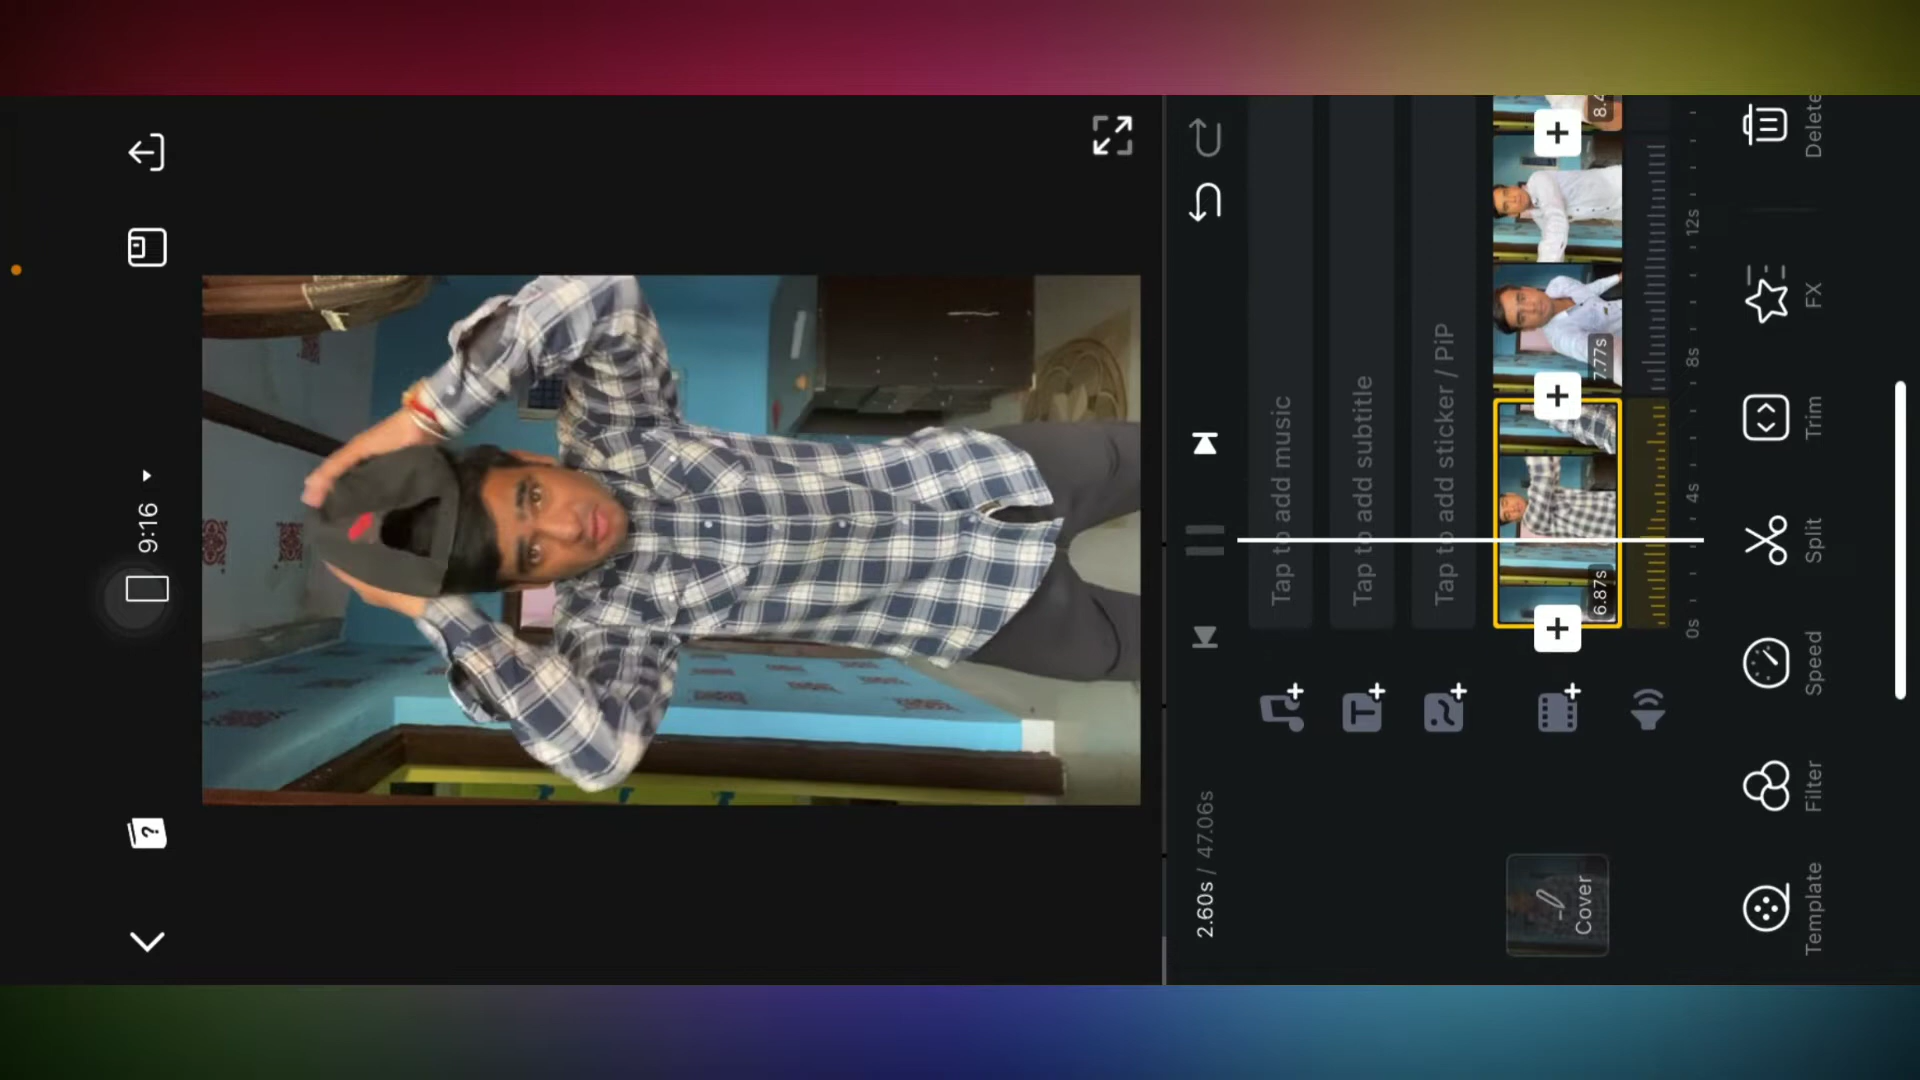 9:16
?
2.60s / 47.06s
Tap to add music
Tap to add subtitle
Tap to add sticker / PiP
Cover
6.87s
7.77s
8.4
0s
4s
8s
12s
Template
Filter
Speed
Split
Trim
FX
Delete